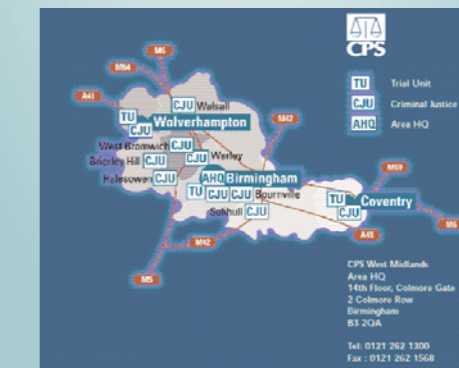 CPS
TU Trial Unit
CJU Criminal Justice
AHQ Area HQ
M6
M54
A41
CJU Walsall
TU
CJU
Wolverhampton
M42
West Bromwich CJU
Brierley Hill CJU
CJU Warley
Halesowen CJU
AHQ Birmingham
TU CJU CJU Bournville
Solihull CJU
M69
TU
CJU
Coventry
M6
A45
M42
M5
CPS West Midlands
Area HQ
14th Floor, Colmore Gate
2 Colmore Row
Birmingham
B3 2QA
Tel: 0121 262 1300
Fax : 0121 262 1568